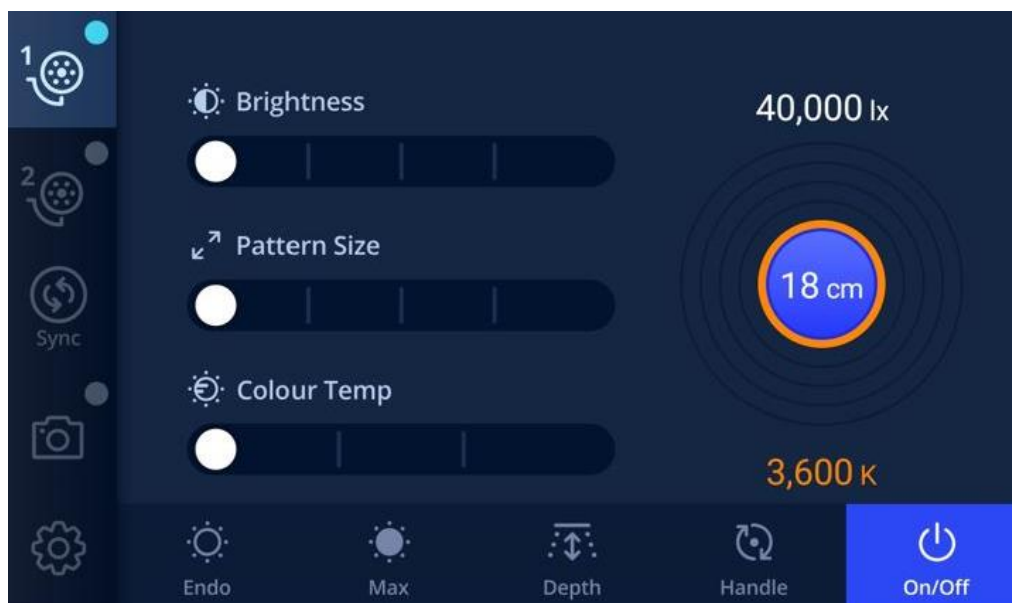 1
2
Sync
Brightness
Pattern Size
Colour Temp
40,000 lx
18 cm
3,600 K
Endo
Max
Depth
Handle
On/Off